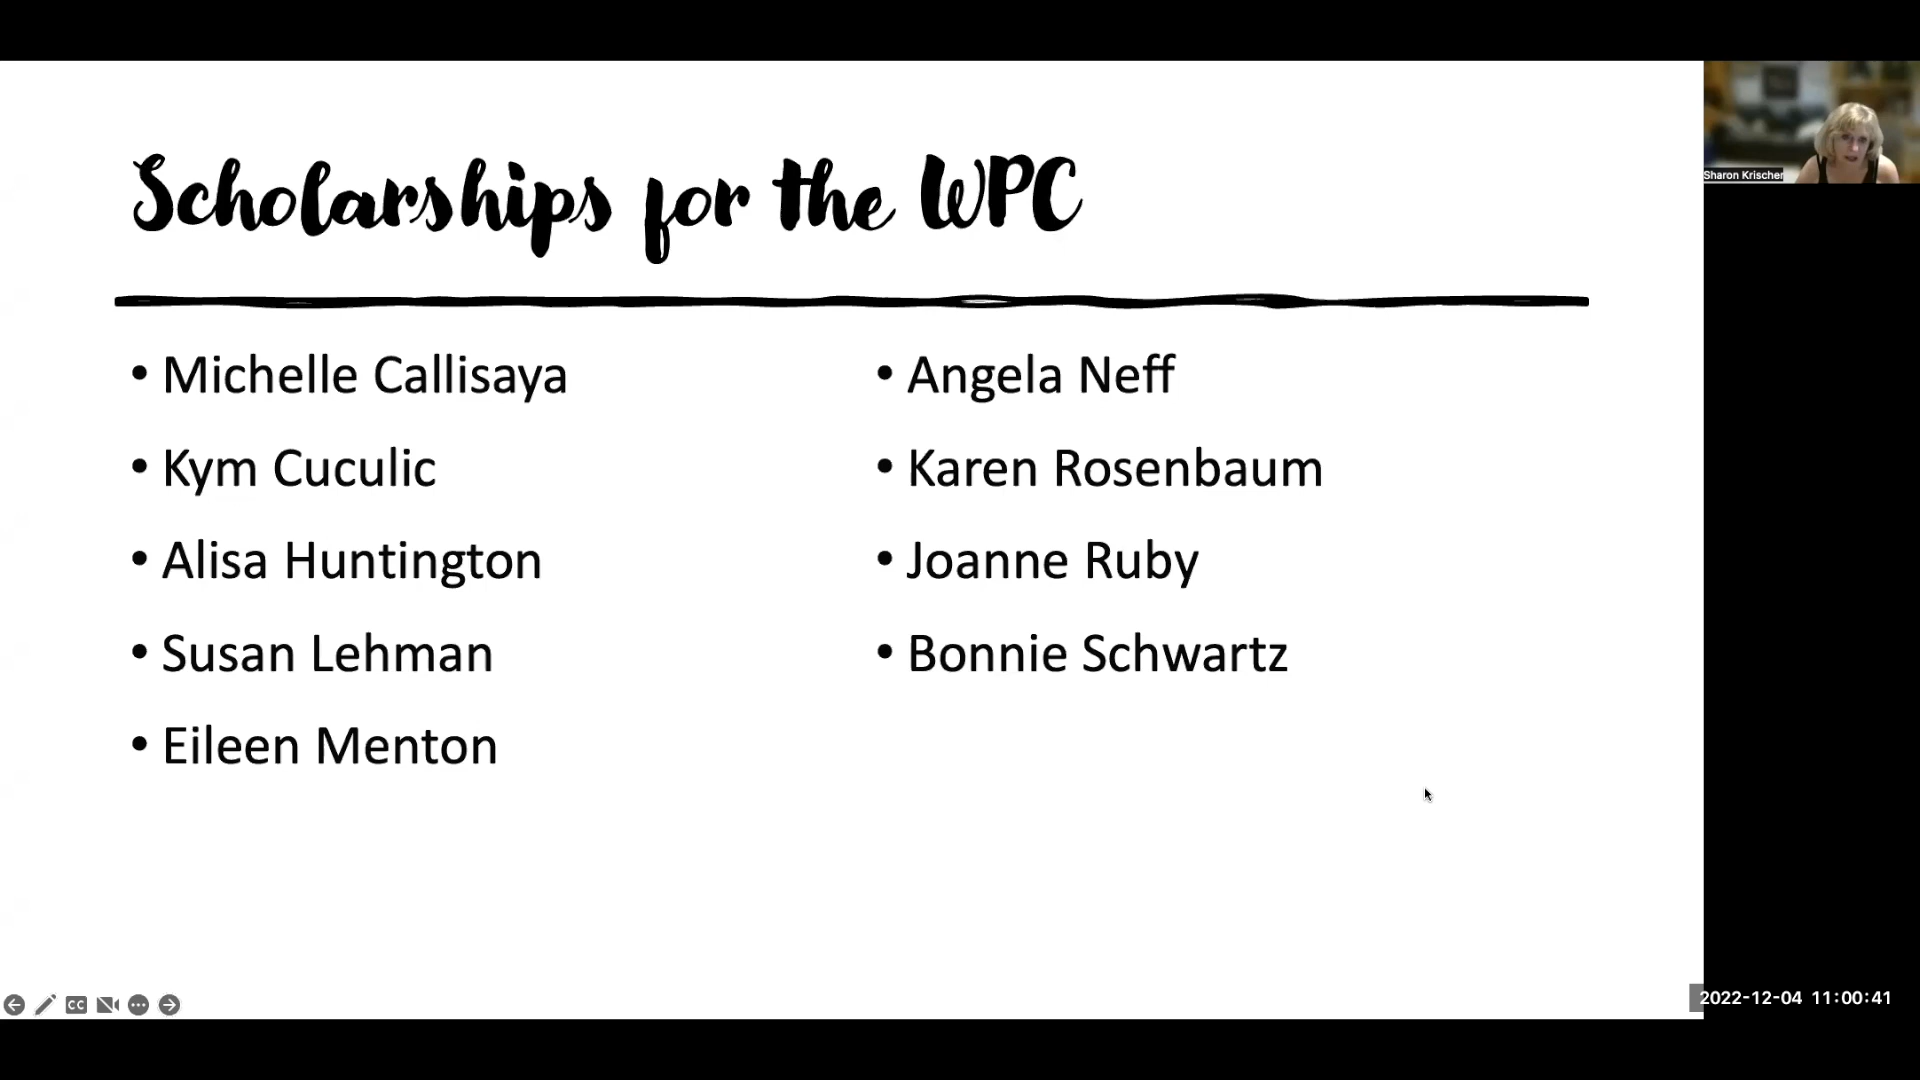 Scholarships for the WPC
• Michelle Callisaya
• Kym Cuculic
• Alisa Huntington
• Susan Lehman
• Eileen Menton
• Angela Neff
• Karen Rosenbaum
• Joanne Ruby
• Bonnie Schwartz
Sharon Krischer
CC
2022-12-04 11:00:41